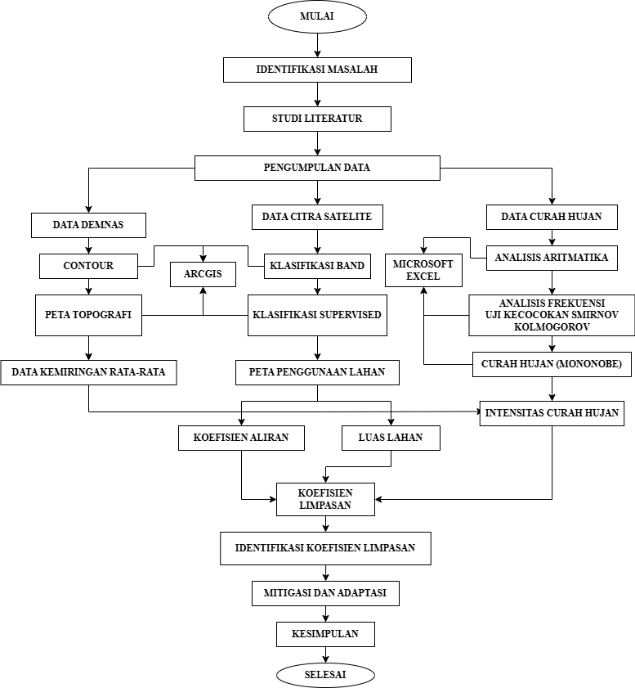 MULAI
IDENTIFIKASI MASALAH
STUDI LITERATUR
PENGUMPULAN DATA
DATA DEMNAS
DATA CITRA SATELITE
DATA CURAH HUJAN
CONTOUR
ARCGIS
KLASIFIKASI BAND
MICROSOFT
EXCEL
ANALISIS ARITMATIKA
PETA TOPOGRAFI
KLASIFIKASI SUPERVISED
ANALISIS FREKUENSI
UJI KECOCOKAN SMIRNOV
KOLMOGOROV
DATA KEMIRINGAN RATA-RATA
PETA PENGGUNAAN LAHAN
CURAH HUJAN (MONONOBE)
INTENSITAS CURAH HUJAN
KOEFISIEN ALIRAN
LUAS LAHAN
KOEFISIEN
LIMPASAN
IDENTIFIKASI KOEFISIEN LIMPASAN
MITIGASI DAN ADAPTASI
KESIMPULAN
SELESAI